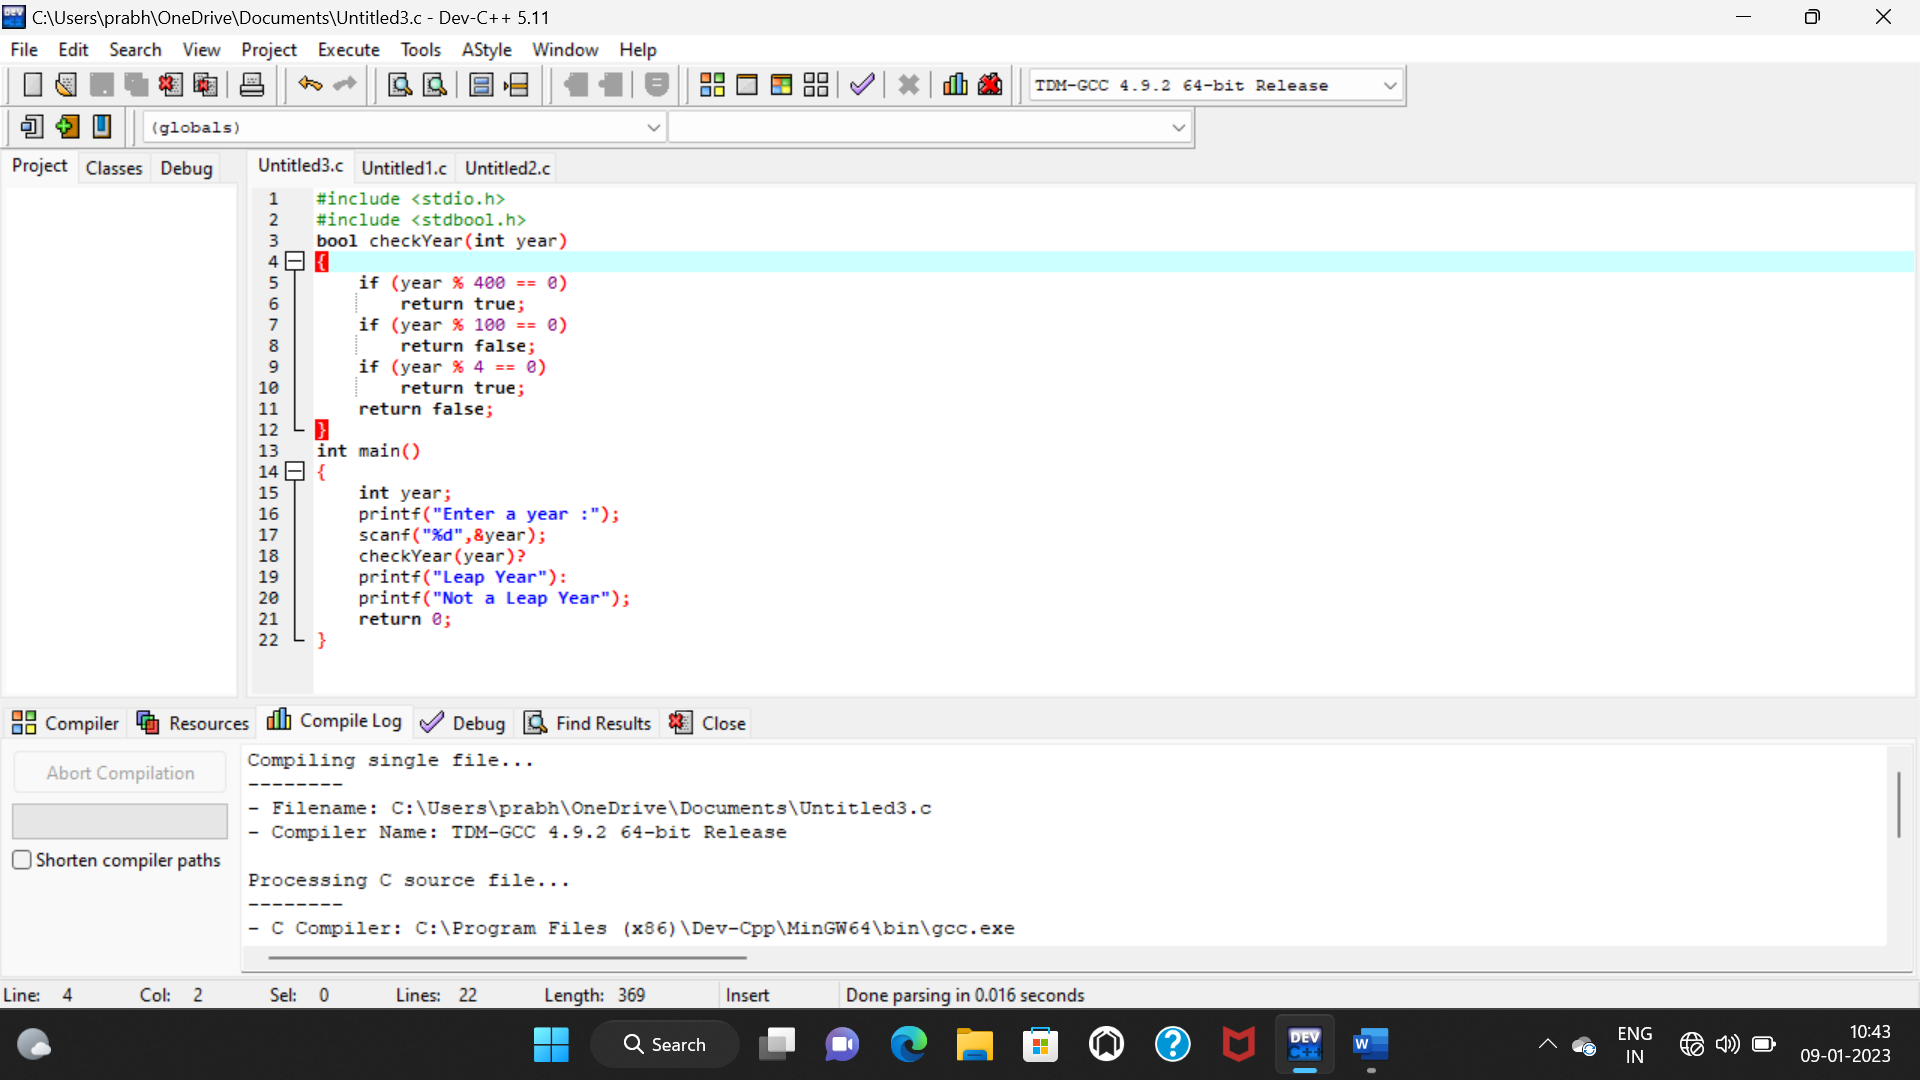 C:\Users\prabh\OneDrive\Documents\Untitled3.c - Dev-C++ 5.11
File Edit Search View Project Execute Tools AStyle Window Help
TDM-GCC 4.9.2 64-bit Release
(globals)
Project Classes Debug Untitled3.c Untitled1.c Untitled2.c
1 #include <stdio.h>
2 #include <stdbool.h>
3 bool checkYear(int year)
4 {
5 if (year % 400 == 0)
6 return true;
7 if (year % 100 == 0)
8 return false;
9 if (year % 4 == 0)
10 return true;
11 return false;
12 }
13 int main()
14 {
15 int year;
16 printf("Enter a year :");
17 scanf("%d",&year);
18 checkYear(year)?
19 printf("Leap Year"):
20 printf("Not a Leap Year");
21 return 0;
22 }
Compiler Resources Compile Log Debug Find Results Close
Abort Compilation
Shorten compiler paths
Compiling single file...
--------
- Filename: C:\Users\prabh\OneDrive\Documents\Untitled3.c
- Compiler Name: TDM-GCC 4.9.2 64-bit Release
Processing C source file...
--------
- C Compiler: C:\Program Files (x86)\Dev-Cpp\MinGW64\bin\gcc.exe
Line: 4 Col: 2 Sel: 0 Lines: 22 Length: 369 Insert Done parsing in 0.016 seconds
Search
DEV
C++
W
ENG
IN
10:43
09-01-2023